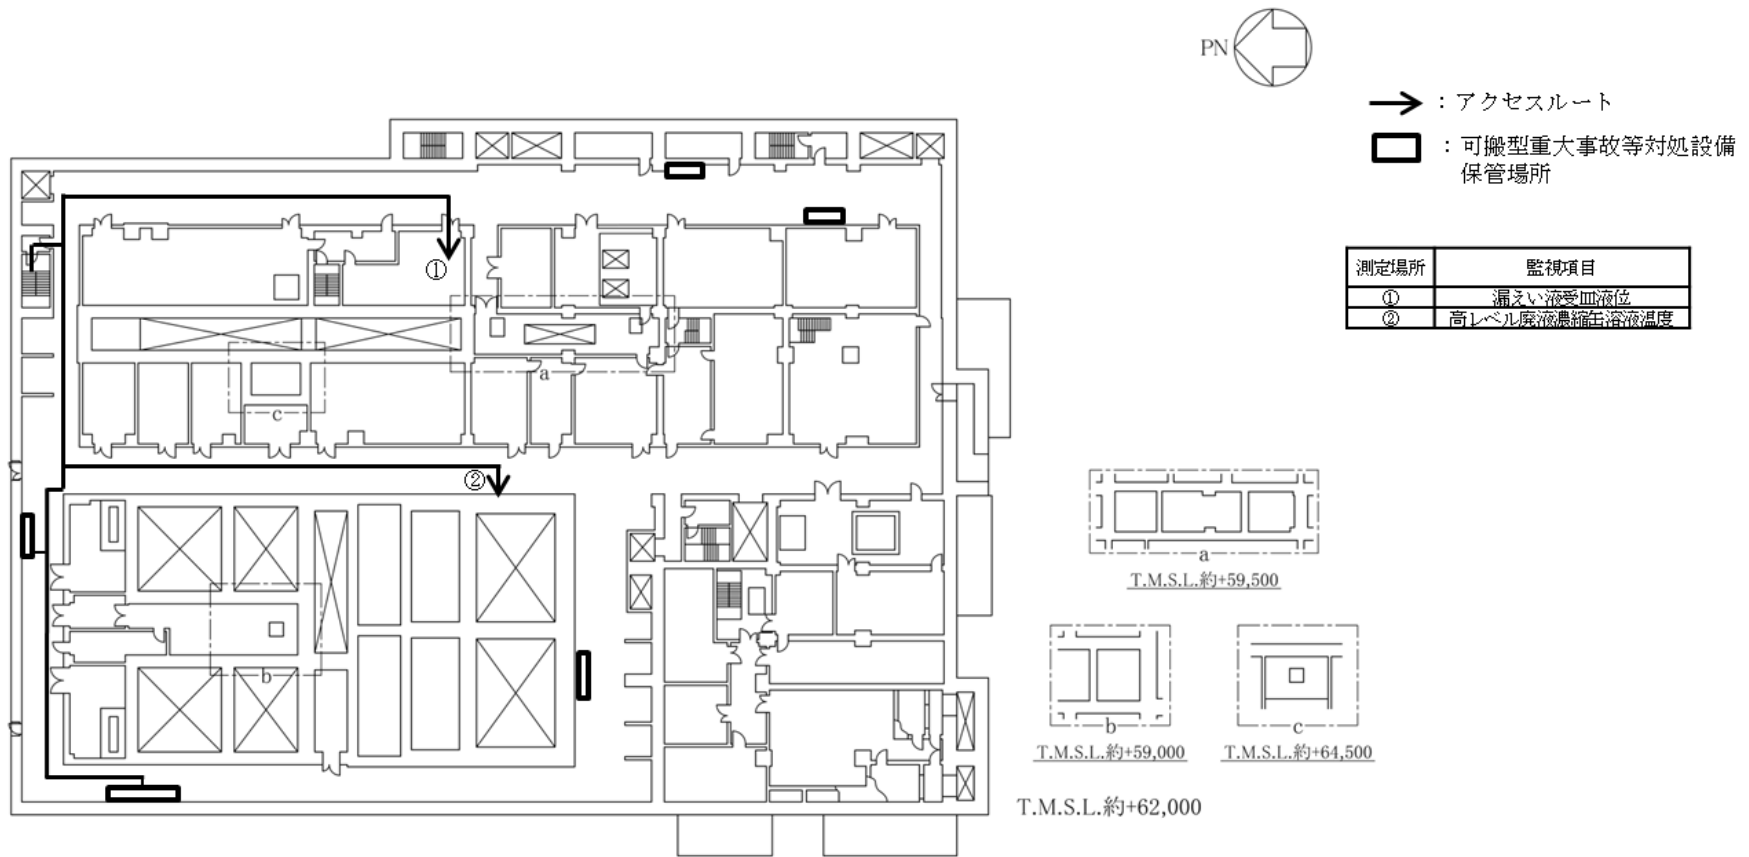 PN
：アクセスルート
：可搬型重大事故等対処設備
保管場所
測定場所 監視項目
① 漏えい液受皿液位
② 高レベル廃液濃縮缶溶液温度
①
a
c
②
b
a
T.M.S.L.約+59,500
b
T.M.S.L.約+59,000
c
T.M.S.L.約+64,500
T.M.S.L.約+62,000